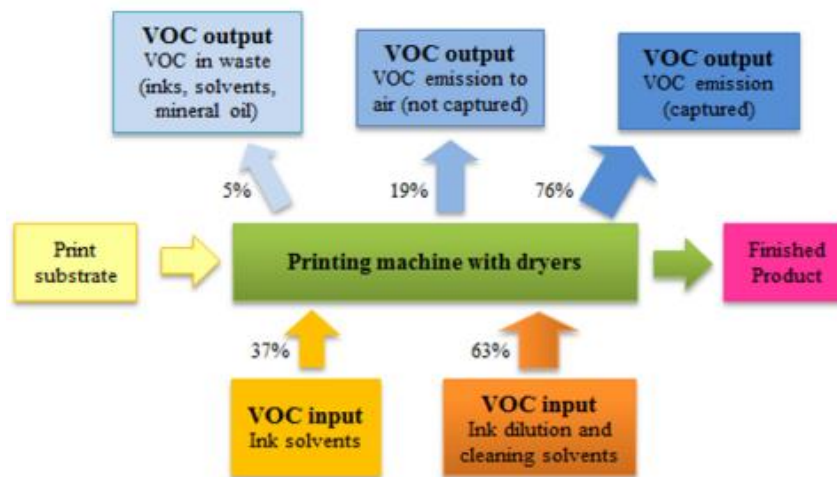 VOC output
VOC in waste
(inks, solvents,
mineral oil)
VOC output
VOC emission to
air (not captured)
VOC output
VOC emission
(captured)
5%
19%
76%
Print
substrate
Printing machine with dryers
Finished
Product
37%
63%
VOC input
Ink solvents
VOC input
Ink dilution and
cleaning solvents